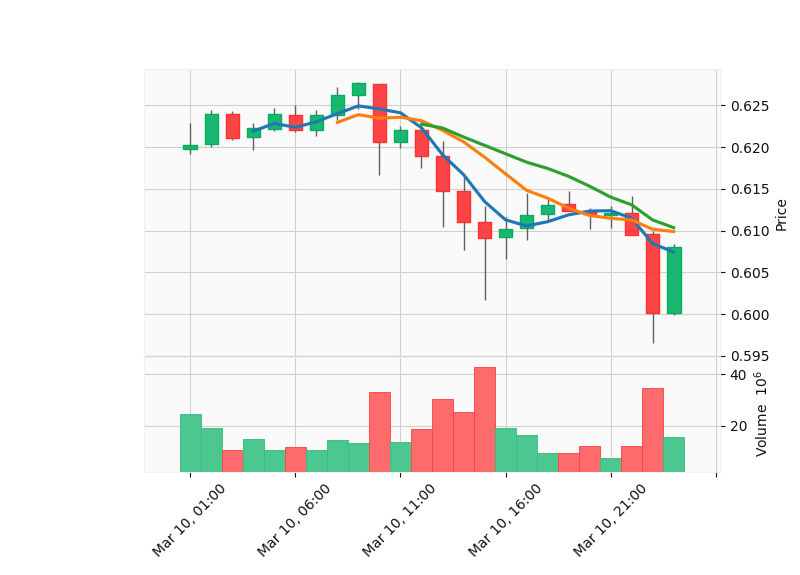 0.625
0.620
0.615
0.610
0.605
0.600
0.595
Price
40
20
Volume 10^6
Mar 10, 01:00
Mar 10, 06:00
Mar 10, 11:00
Mar 10, 16:00
Mar 10, 21:00